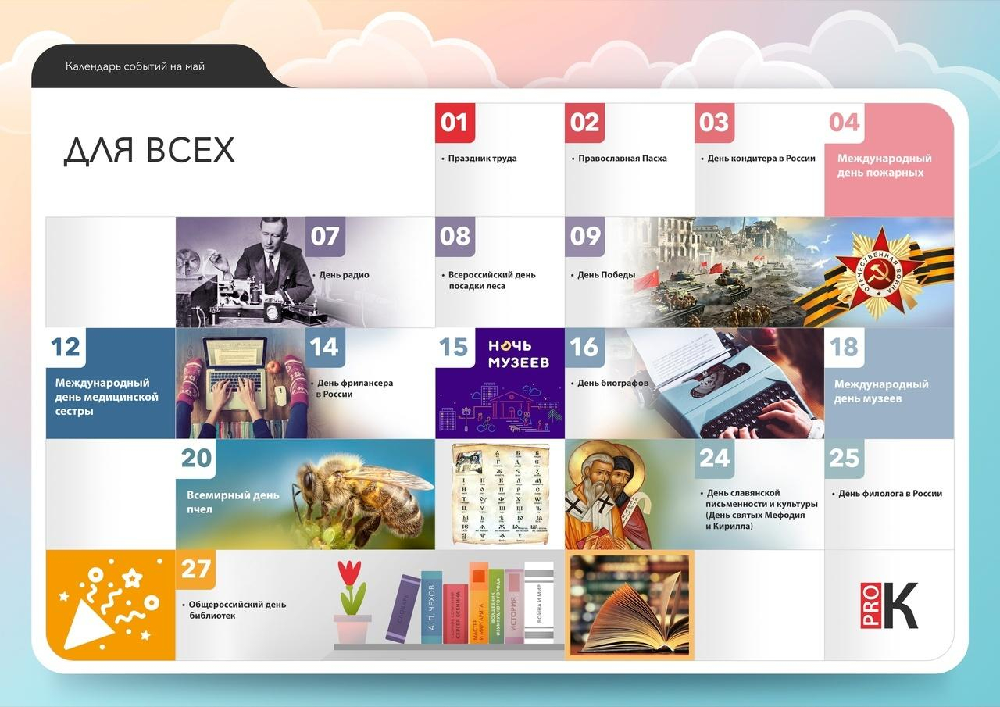 Календарь событий на май
ДЛЯ ВСЕХ
01
• Праздник труда
02
• Православная Пасха
03
• День кондитера в России
04
Международный
день пожарных
07
• День радио
08
• Всероссийский день
посадки леса
09
• День Победы
ОТЕЧЕСТВЕННАЯ ВОЙНА
12
Международный
день медицинской
сестры
14
• День фрилансера
в России
15
НОЧЬ
МУЗЕЕВ
16
• День биографов
18
Международный
день музеев
20
Всемирный день
пчел
24
• День славянской
письменности и культуры
(День святых Мефодия
и Кирилла)
25
• День филолога в России
27
• Общероссийский день
библиотек
СЛОВАРЬ
А. П. ЧЕХОВ
СЕРГЕЯ ЕСЕНИНА
МАСТЕР
И МАРГАРИТА
ВОЛШЕБНИК
ИЗУМРУДНОГО ГОРОДА
ИСТОРИЯ
ВОЙНА И МИР
PRO
К